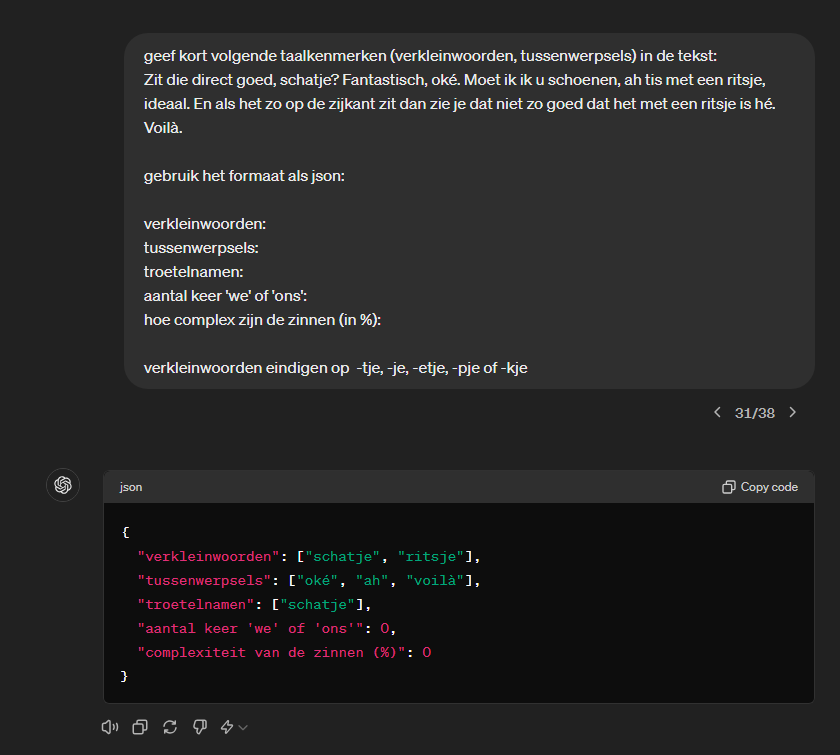 geef kort volgende taalkenmerken (verkleinwoorden, tussenwerpsels) in de tekst:
Zit die direct goed, schatje? Fantastisch, oké. Moet ik ik u schoenen, ah tis met een ritsje,
ideaal. En als het zo op de zijkant zit dan zie je dat niet zo goed dat het met een ritsje is hé.
Voilà.
gebruik het formaat als json:
verkleinwoorden:
tussenwerpsels:
troetelnamen:
aantal keer 'we' of 'ons':
hoe complex zijn de zinnen (in %):
verkleinwoorden eindigen op  -tje, -je, -etje, -pje of -kje
< 31/38 >
json Copy code
{
"verkleinwoorden": ["schatje", "ritsje"],
"tussenwerpsels": ["oké", "ah", "voilà"],
"troetelnamen": ["schatje"],
"aantal keer 'we' of 'ons'": 0,
"complexiteit van de zinnen (%)": 0
}